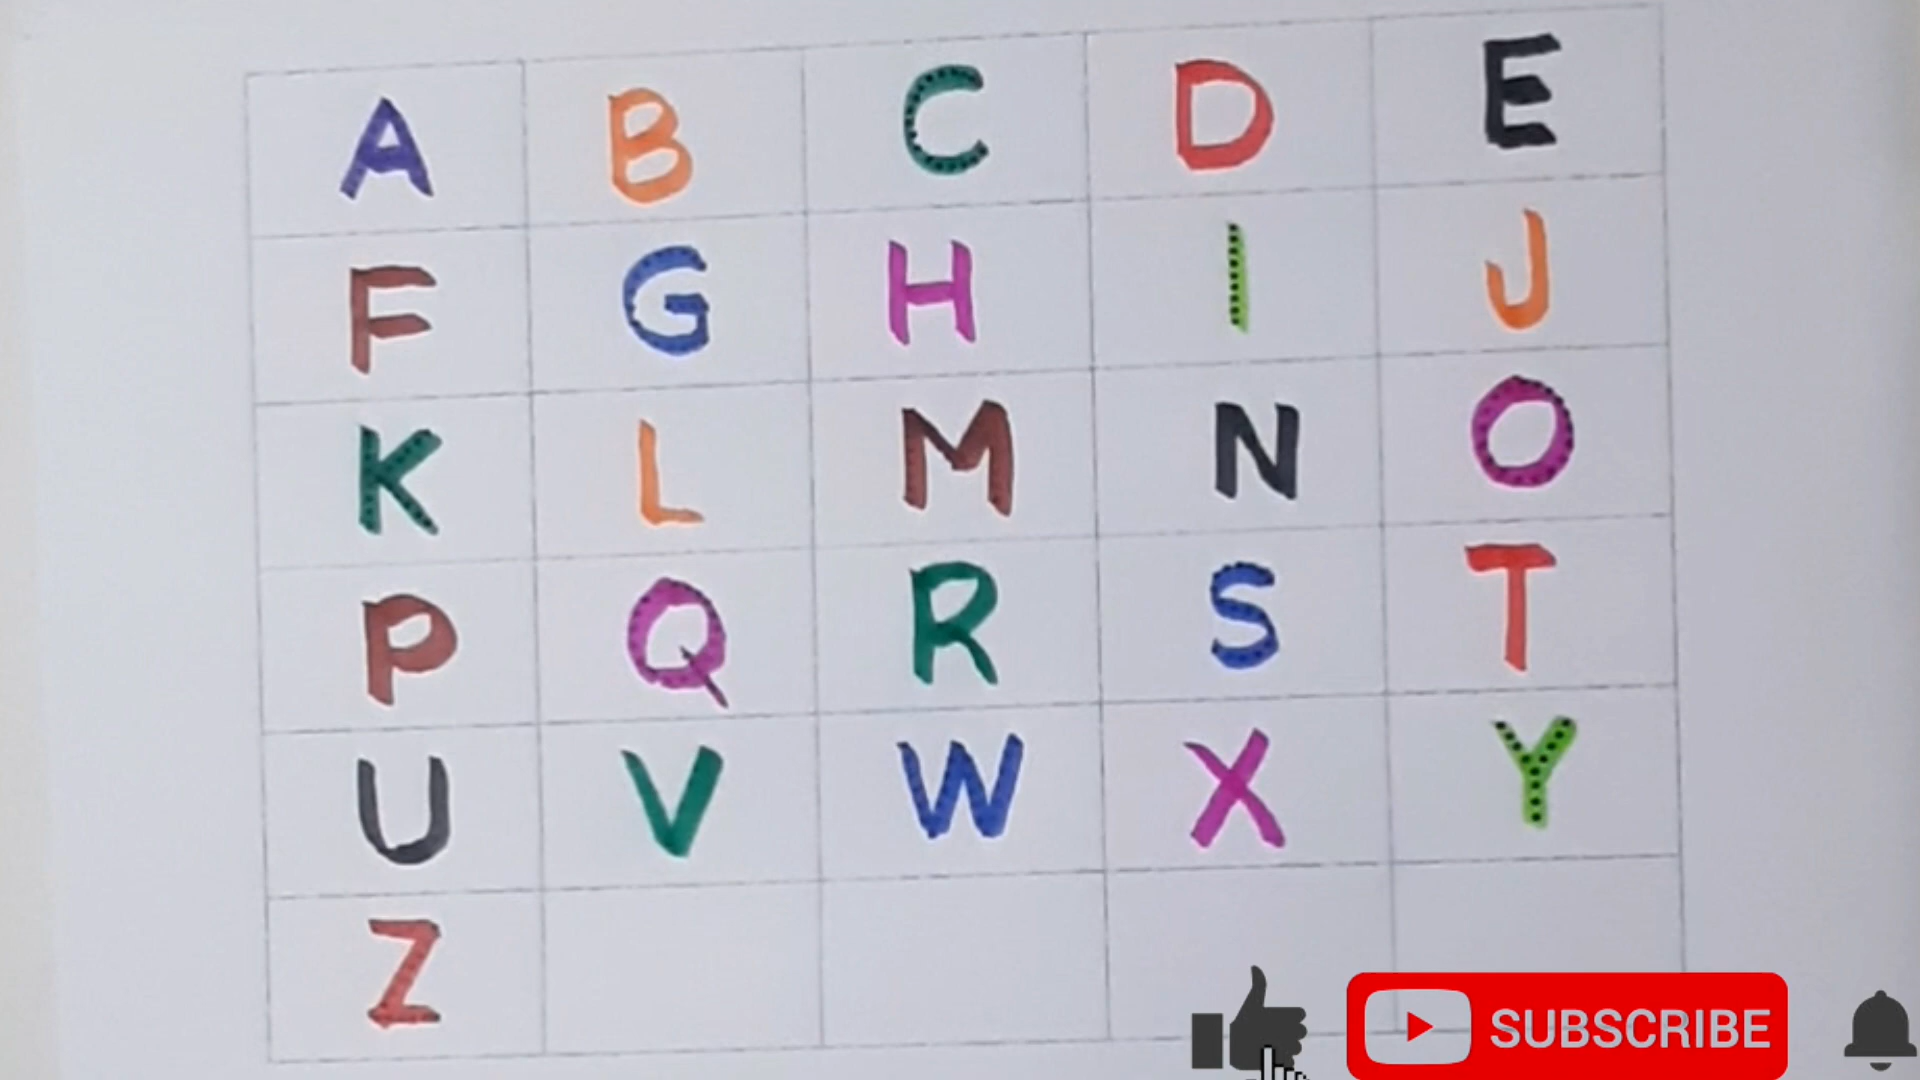 A B C D E
F G H I J
K L M N O
P Q R S T
U V W X Y
Z
SUBSCRIBE